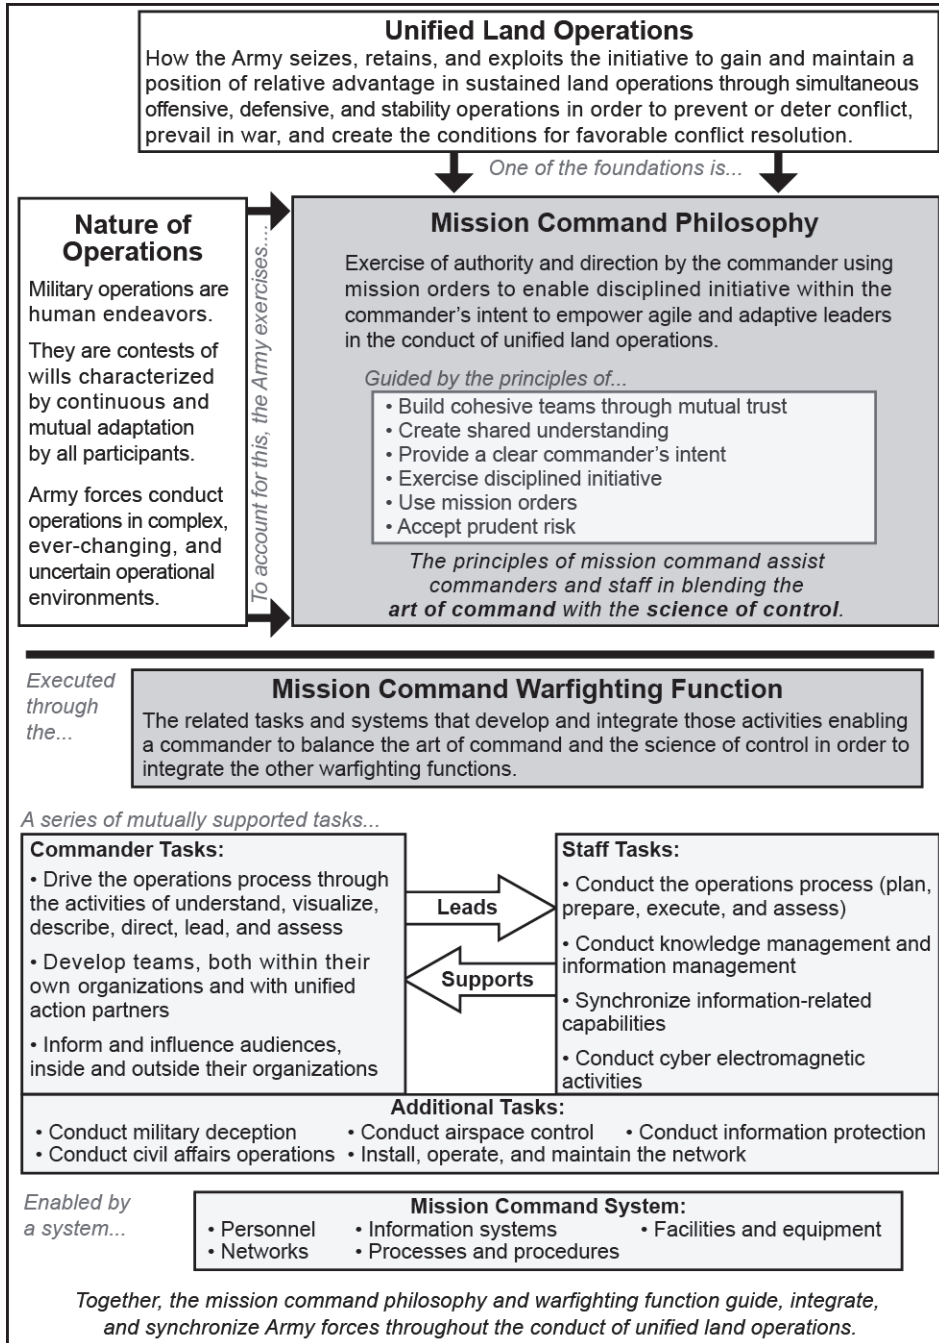 Unified Land Operations
How the Army seizes, retains, and exploits the initiative to gain and maintain a
position of relative advantage in sustained land operations through simultaneous
offensive, defensive, and stability operations in order to prevent or deter conflict,
prevail in war, and create the conditions for favorable conflict resolution.
One of the foundations is...
Nature of
Operations
Military operations are
human endeavors.
They are contests of
wills characterized
by continuous and
mutual adaptation
by all participants.
Army forces conduct
operations in complex,
ever-changing, and
uncertain operational
environments.
To account for this, the Army exercises....
Mission Command Philosophy
Exercise of authority and direction by the commander using
mission orders to enable disciplined initiative within the
commander's intent to empower agile and adaptive leaders
in the conduct of unified land operations.
Guided by the principles of...
• Build cohesive teams through mutual trust
• Create shared understanding
• Provide a clear commander's intent
• Exercise disciplined initiative
• Use mission orders
• Accept prudent risk
The principles of mission command assist
commanders and staff in blending the
art of command with the science of control.
Executed
through
the...
Mission Command Warfighting Function
The related tasks and systems that develop and integrate those activities enabling
a commander to balance the art of command and the science of control in order to
integrate the other warfighting functions.
A series of mutually supported tasks...
Commander Tasks:
• Drive the operations process through
the activities of understand, visualize,
describe, direct, lead, and assess
• Develop teams, both within their
own organizations and with unified
action partners
• Inform and influence audiences,
inside and outside their organizations
Leads
Supports
Staff Tasks:
• Conduct the operations process (plan,
prepare, execute, and assess)
• Conduct knowledge management and
information management
• Synchronize information-related
capabilities
• Conduct cyber electromagnetic
activities
Additional Tasks:
• Conduct military deception • Conduct airspace control • Conduct information protection
• Conduct civil affairs operations • Install, operate, and maintain the network
Enabled by
a system...
Mission Command System:
• Personnel • Information systems • Facilities and equipment
• Networks • Processes and procedures
Together, the mission command philosophy and warfighting function guide, integrate,
and synchronize Army forces throughout the conduct of unified land operations.